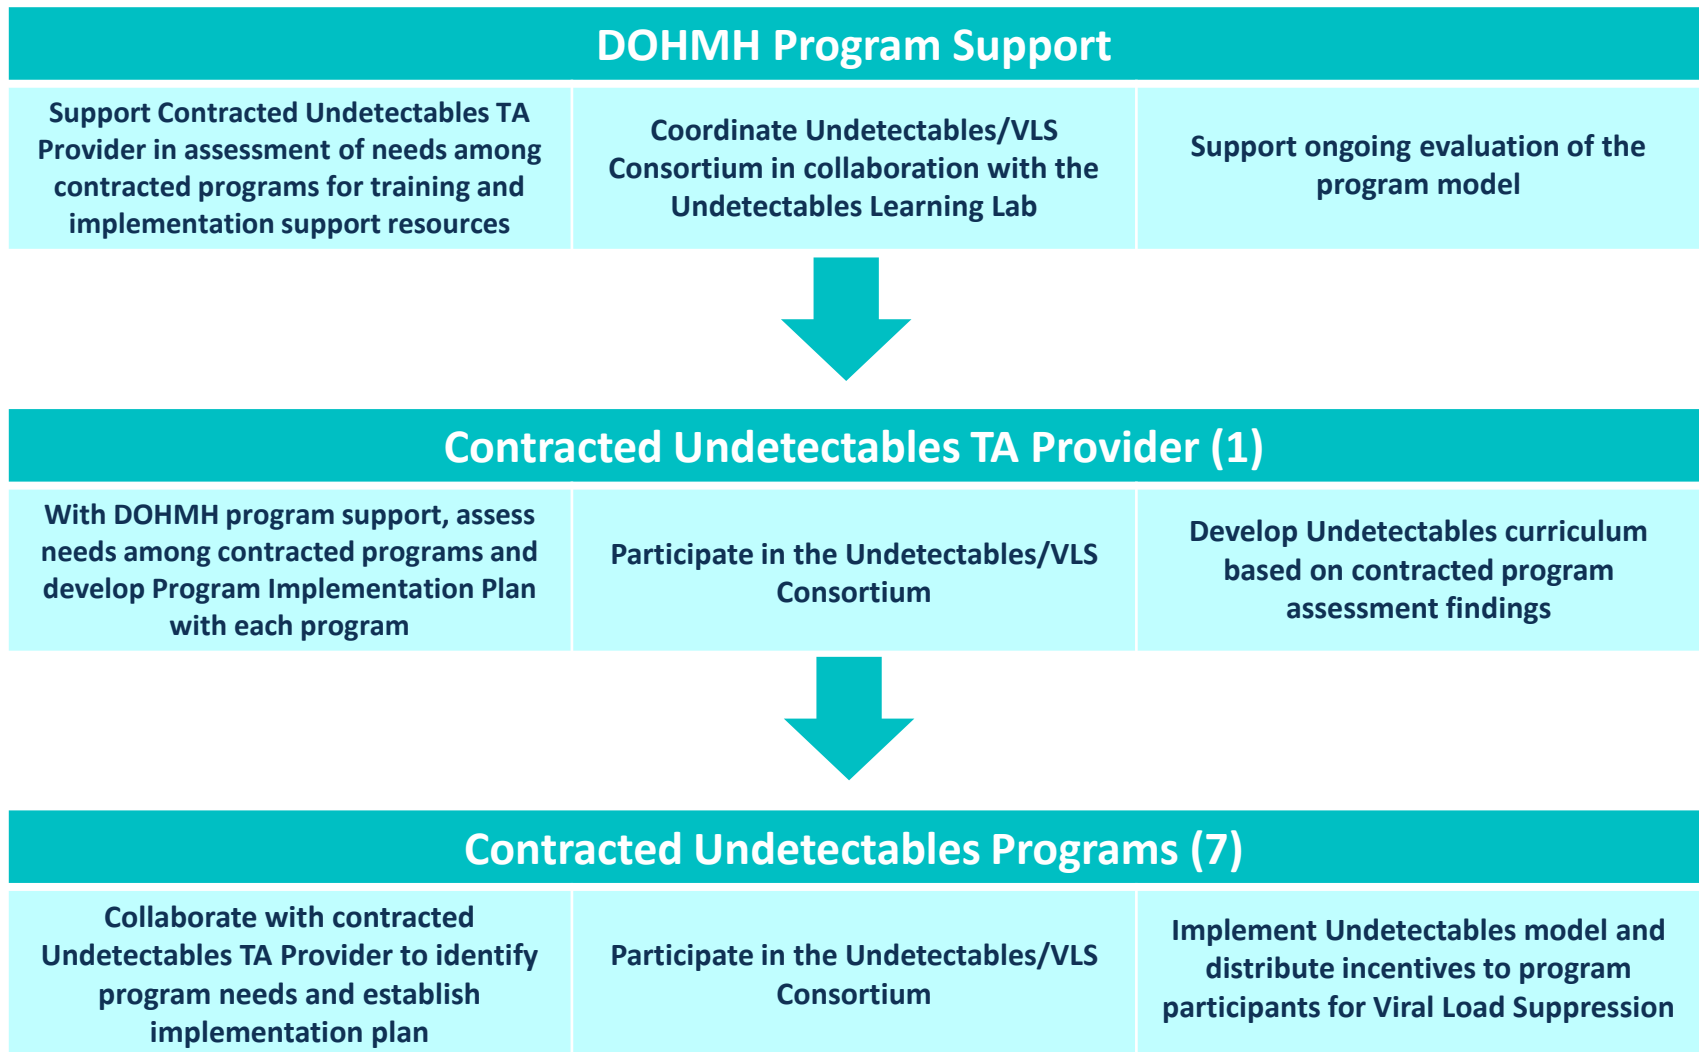 DOHMH Program Support
Support Contracted Undetectables TA
Provider in assessment of needs among
contracted programs for training and
implementation support resources
Coordinate Undetectables/VLS
Consortium in collaboration with the
Undetectables Learning Lab
Support ongoing evaluation of the
program model
Contracted Undetectables TA Provider (1)
With DOHMH program support, assess
needs among contracted programs and
develop Program Implementation Plan
with each program
Participate in the Undetectables/VLS
Consortium
Develop Undetectables curriculum
based on contracted program
assessment findings
Contracted Undetectables Programs (7)
Collaborate with contracted
Undetectables TA Provider to identify
program needs and establish
implementation plan
Participate in the Undetectables/VLS
Consortium
Implement Undetectables model and
distribute incentives to program
participants for Viral Load Suppression